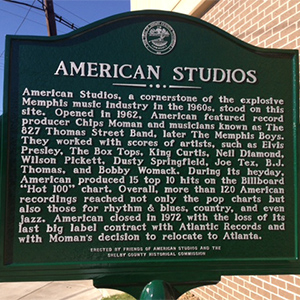 AMERICAN STUDIOS
American Studios, a cornerstone of the explosive
Memphis music industry in the 1960s, stood on this
site. Opened in 1962, American featured record
producer Chips Moman and musicians known as The
827 Thomas Street Band, later The Memphis Boys.
They worked with scores of artists, such as Elvis
Presley, The Box Tops, King Curtis, Neil Diamond,
Wilson Pickett, Dusty Springfield, Joe Tex, B.J.
Thomas, and Bobby Womack. During its heyday,
American produced 15 top 10 hits on the Billboard
"Hot 100" chart. Overall, more than 120 American
recordings reached not only the pop charts but
also those for rhythm & blues, country, and even
jazz. American closed in 1972 with the loss of its
last big label contract with Atlantic Records and
with Moman's decision to relocate to Atlanta.
ERECTED BY FRIENDS OF AMERICAN STUDIOS AND THE
SHELBY COUNTY HISTORICAL COMMISSION